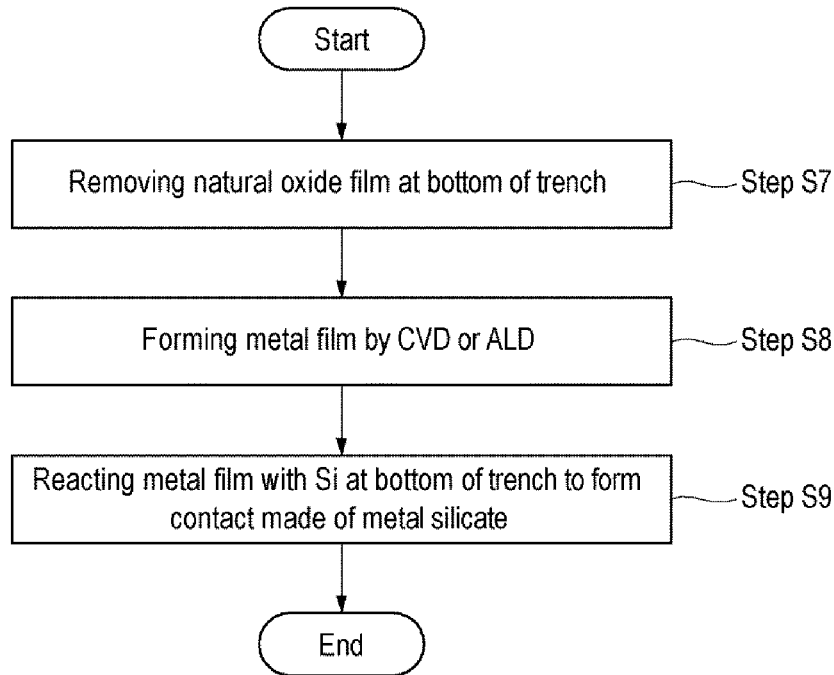 Start
Removing natural oxide film at bottom of trench
Step S7
Forming metal film by CVD or ALD
Step S8
Reacting metal film with Si at bottom of trench to form
contact made of metal silicate
Step S9
End